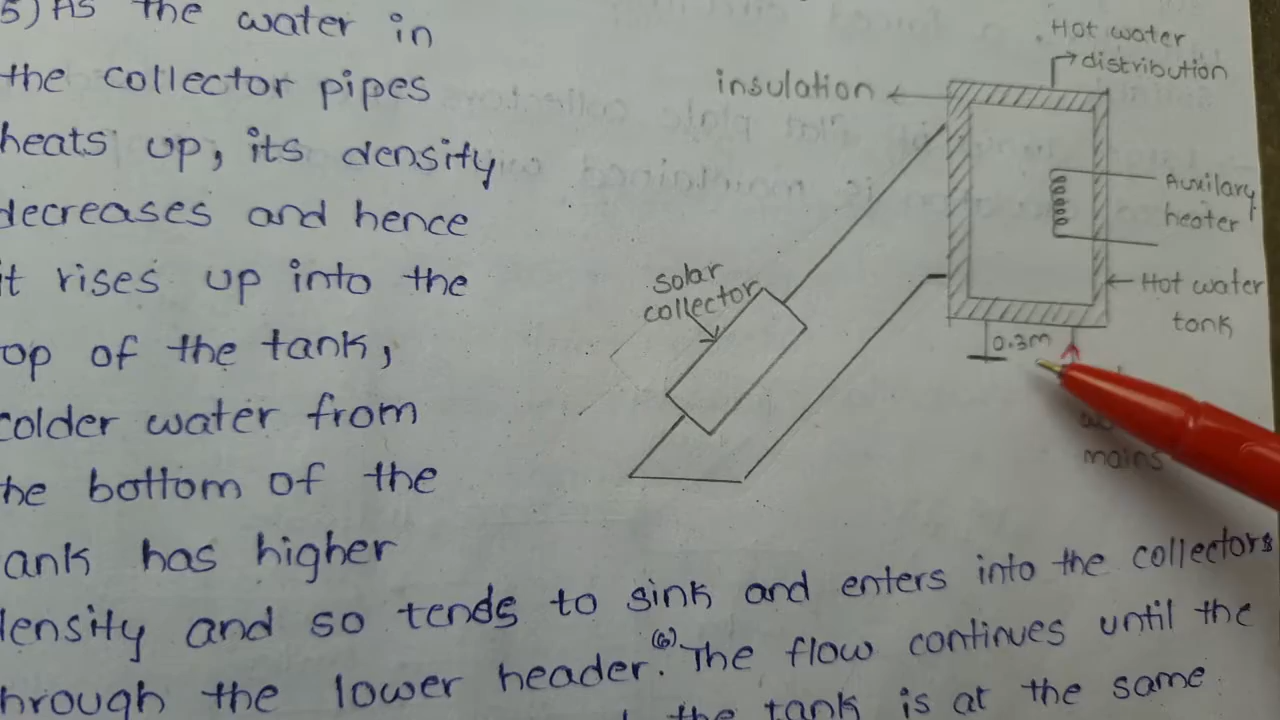 5) As the water in
the collector pipes
heats up, its density
decreases and hence
it rises up into the
top of the tank,
colder water from
the bottom of the
tank has higher
density and so tends to sink and enters into the collectors
through the lower header. (6) The flow continues until the
the tank is at the same
Hot water
distribution
insulation
Auxilary
heater
Hot water
tank
solar
collector
0.3m
mains